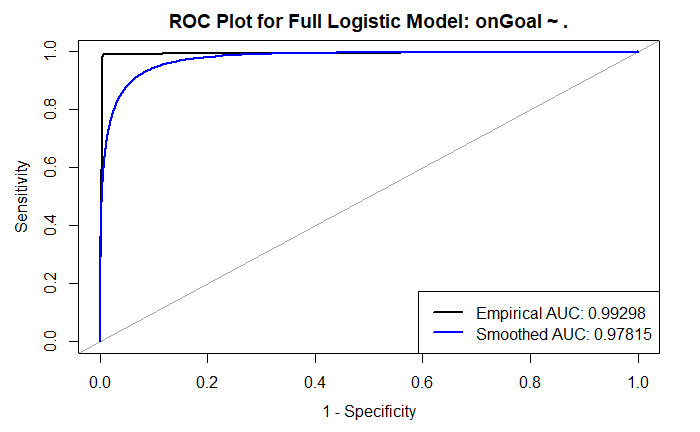 ROC Plot for Full Logistic Model: onGoal ~ .
Sensitivity
1.0
0.8
0.6
0.4
0.2
0.0
Empirical AUC: 0.99298
Smoothed AUC: 0.97815
0.0 0.2 0.4 0.6 0.8 1.0
1 - Specificity